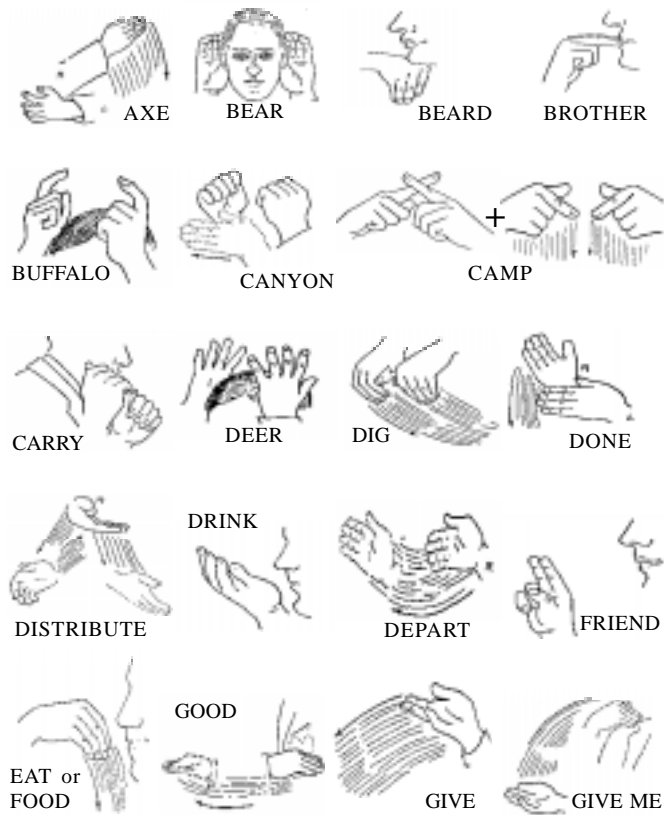 AXE
BEAR
BEARD
BROTHER
BUFFALO
CANYON
+
CAMP
CARRY
DEER
DIG
DONE
DISTRIBUTE
DRINK
DEPART
FRIEND
EAT or
FOOD
GOOD
GIVE
GIVE ME